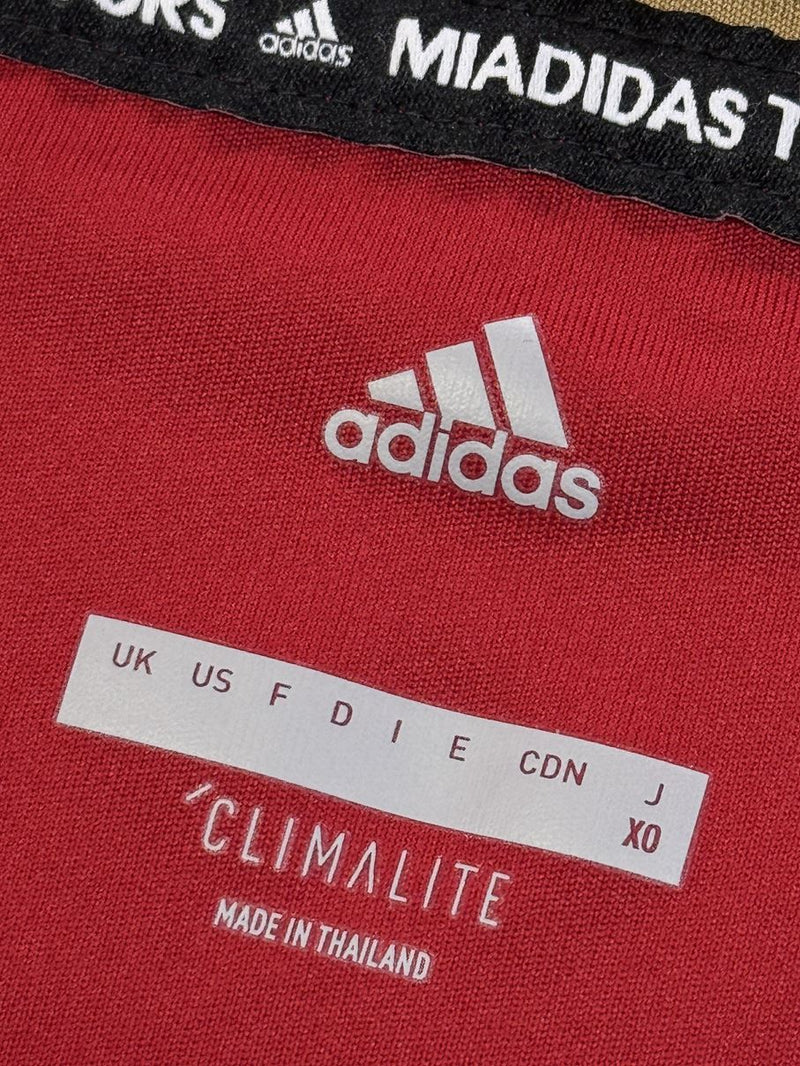 adidas MIADIDAS T
adidas
UK US F D I E CDN J
XO
CLIMALITE
MADE IN THAILAND